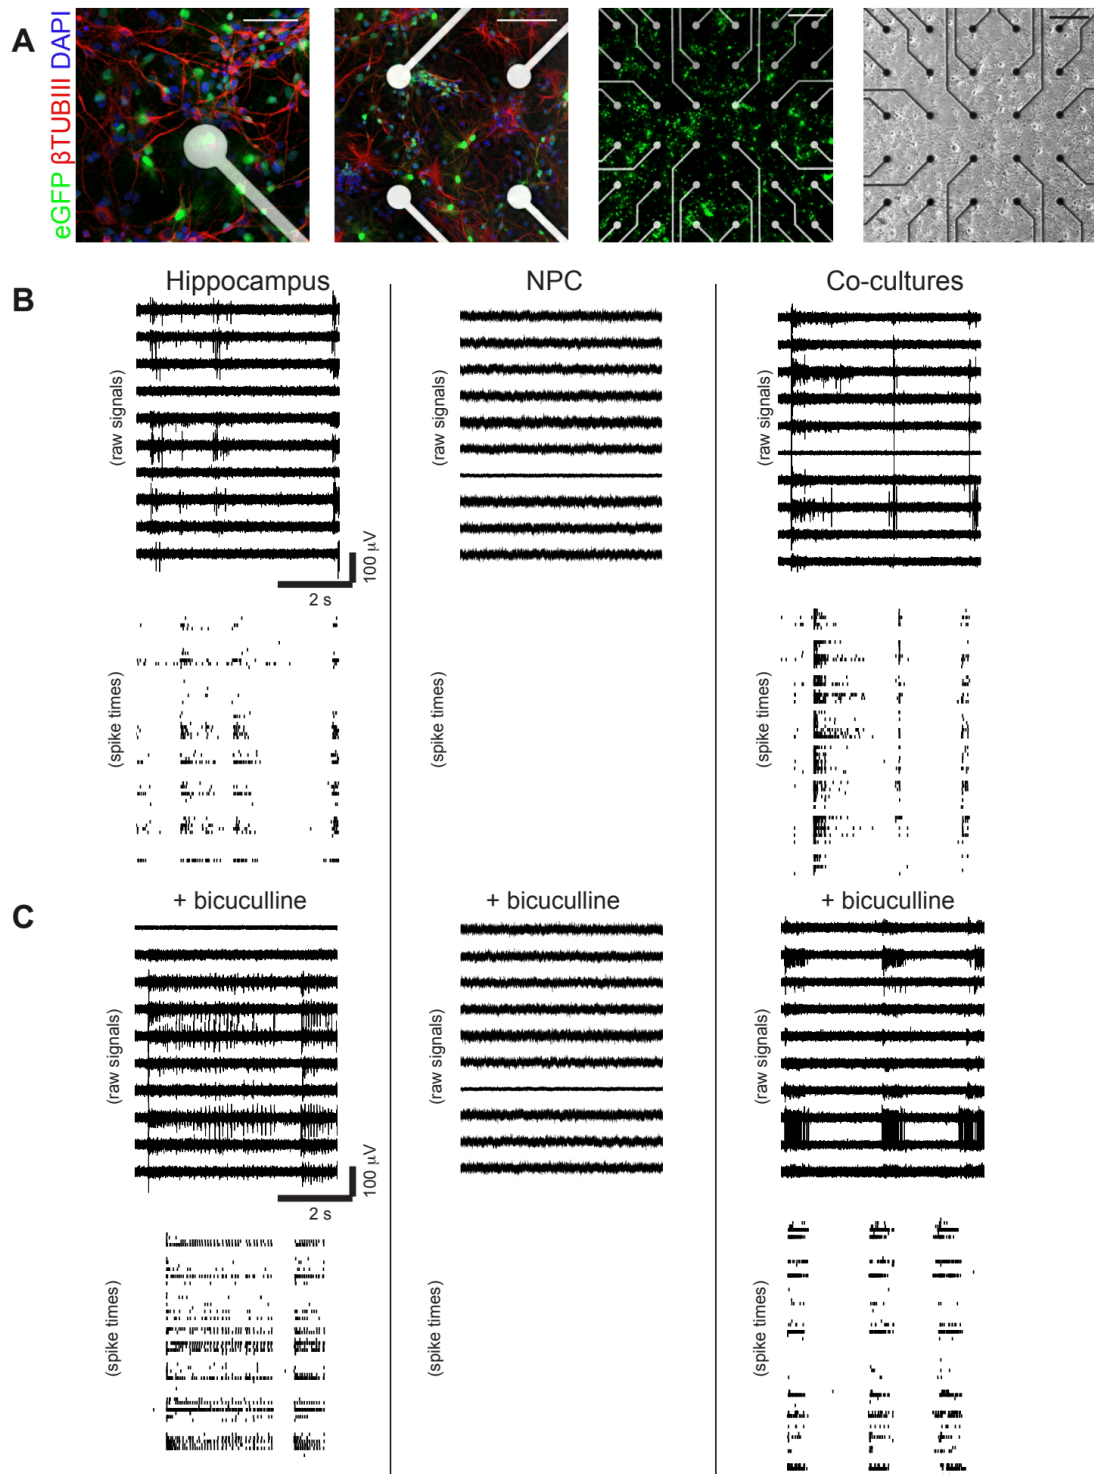 A
eGFP βTUBIII DAPI
B
Hippocampus
NPC
Co-cultures
(raw signals)
(raw signals)
(raw signals)
100 µV
2 s
(spike times)
(spike times)
(spike times)
C
+ bicuculline
+ bicuculline
+ bicuculline
(raw signals)
(raw signals)
(raw signals)
100 µV
2 s
(spike times)
(spike times)
(spike times)